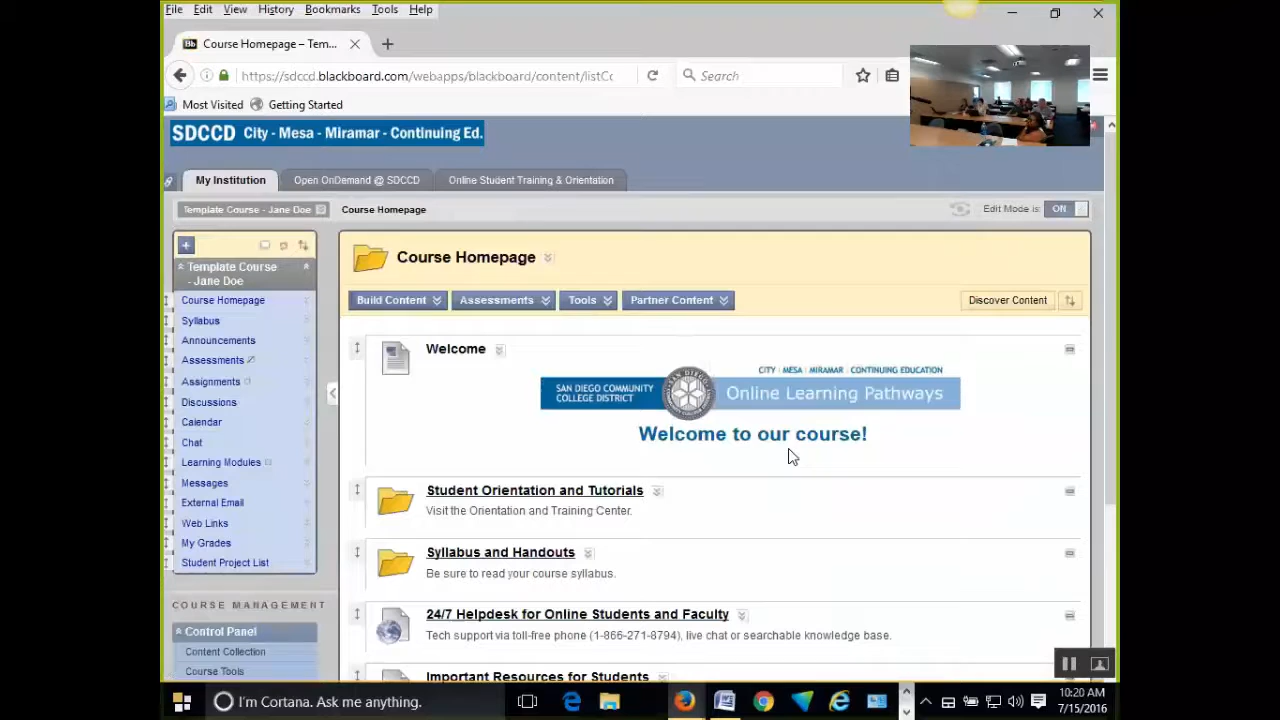 File Edit View History Bookmarks Tools Help
Course Homepage – Tem...
https://sdccd.blackboard.com/webapps/blackboard/content/listCc
Search
Most Visited Getting Started
SDCCD City - Mesa - Miramar - Continuing Ed.
My Institution Open OnDemand @ SDCCD Online Student Training & Orientation
Template Course - Jane Doe Course Homepage Edit Mode is: ON
Template Course
- Jane Doe
Course Homepage
Syllabus
Announcements
Assessments
Assignments
Discussions
Calendar
Chat
Learning Modules
Messages
External Email
Web Links
My Grades
Student Project List
COURSE MANAGEMENT
Control Panel
Content Collection
Course Tools
Course Homepage
Build Content Assessments Tools Partner Content Discover Content
Welcome
CITY | MESA | MIRAMAR | CONTINUING EDUCATION
SAN DIEGO COMMUNITY
COLLEGE DISTRICT
Online Learning Pathways
Welcome to our course!
Student Orientation and Tutorials
Visit the Orientation and Training Center.
Syllabus and Handouts
Be sure to read your course syllabus.
24/7 Helpdesk for Online Students and Faculty
Tech support via toll-free phone (1-866-271-8794), live chat or searchable knowledge base.
Important Resources for Students
I'm Cortana. Ask me anything.
10:20 AM
7/15/2016